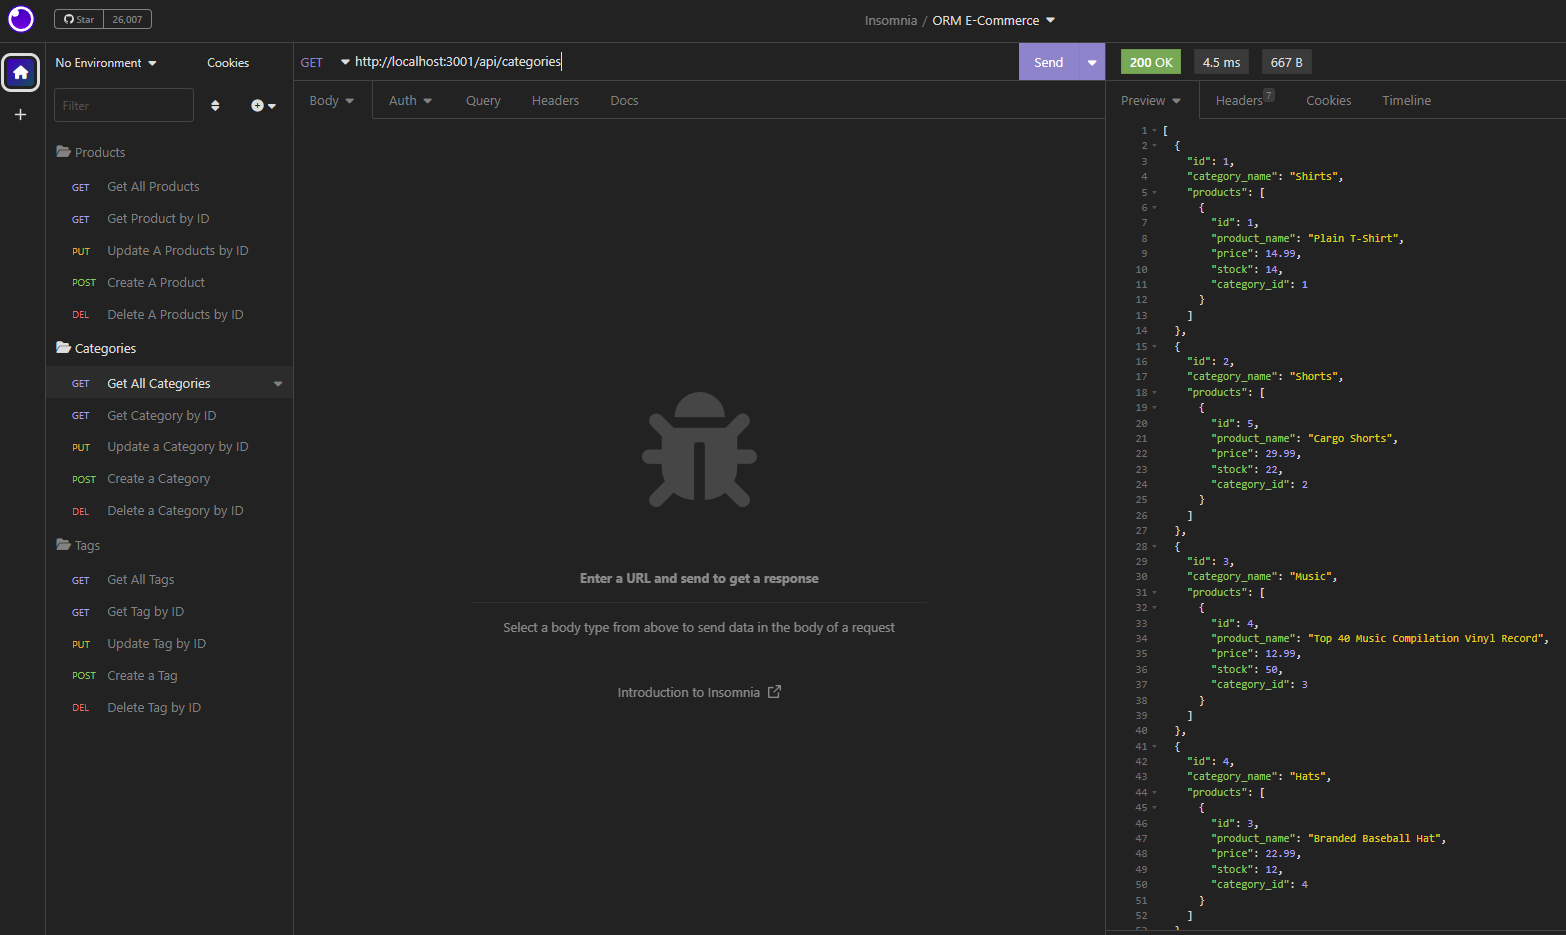 Star 26,007
Insomnia / ORM E-Commerce
No Environment
Cookies
Filter
Products
GET Get All Products
GET Get Product by ID
PUT Update A Products by ID
POST Create A Product
DEL Delete A Products by ID
Categories
GET Get All Categories
GET Get Category by ID
PUT Update a Category by ID
POST Create a Category
DEL Delete a Category by ID
Tags
GET Get All Tags
GET Get Tag by ID
PUT Update Tag by ID
POST Create a Tag
DEL Delete Tag by ID
GET http://localhost:3001/api/categories
Send
Body Auth Query Headers Docs
Enter a URL and send to get a response
Select a body type from above to send data in the body of a request
Introduction to Insomnia
200 OK 4.5 ms 667 B
Preview Headers 7 Cookies Timeline
1 [
2 {
3 "id": 1,
4 "category_name": "Shirts",
5 "products": [
6 {
7 "id": 1,
8 "product_name": "Plain T-Shirt",
9 "price": 14.99,
10 "stock": 14,
11 "category_id": 1
12 }
13 ]
14 },
15 {
16 "id": 2,
17 "category_name": "Shorts",
18 "products": [
19 {
20 "id": 5,
21 "product_name": "Cargo Shorts",
22 "price": 29.99,
23 "stock": 22,
24 "category_id": 2
25 }
26 ]
27 },
28 {
29 "id": 3,
30 "category_name": "Music",
31 "products": [
32 {
33 "id": 4,
34 "product_name": "Top 40 Music Compilation Vinyl Record",
35 "price": 12.99,
36 "stock": 50,
37 "category_id": 3
38 }
39 ]
40 },
41 {
42 "id": 4,
43 "category_name": "Hats",
44 "products": [
45 {
46 "id": 3,
47 "product_name": "Branded Baseball Hat",
48 "price": 22.99,
49 "stock": 12,
50 "category_id": 4
51 }
52 ]